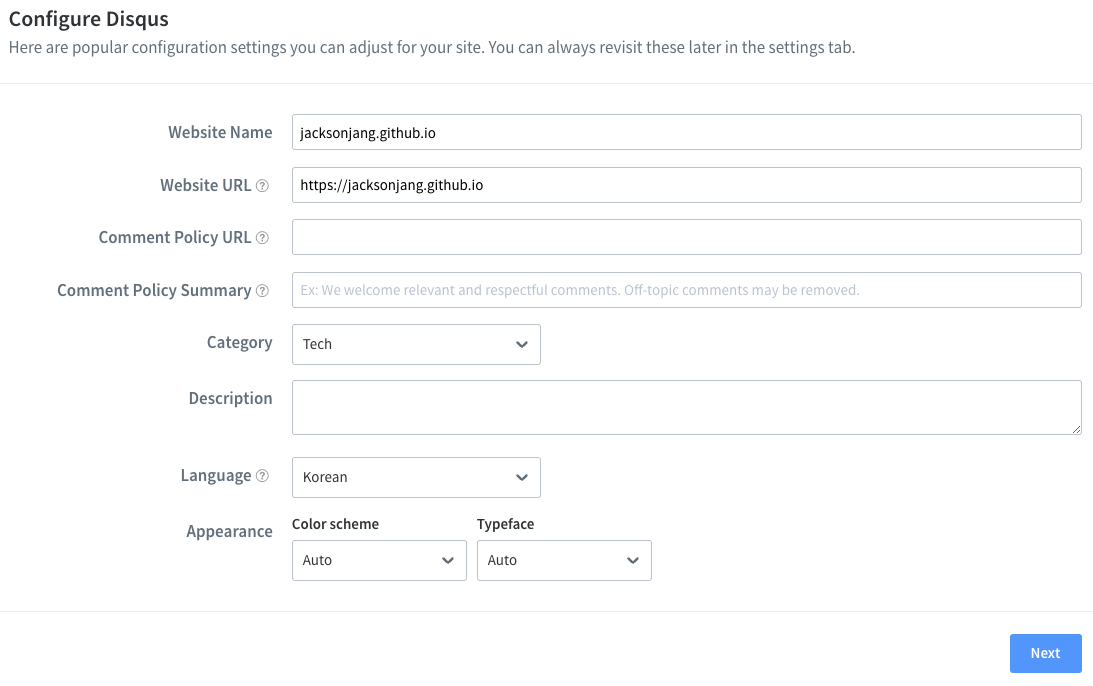 Configure Disqus
Here are popular configuration settings you can adjust for your site. You can always revisit these later in the settings tab.
Website Name
jacksonjang.github.io
Website URL ?
https://jacksonjang.github.io
Comment Policy URL ?
Comment Policy Summary ?
Ex: We welcome relevant and respectful comments. Off-topic comments may be removed.
Category
Tech
Description
Language ?
Korean
Appearance
Color scheme
Typeface
Auto
Auto
Next